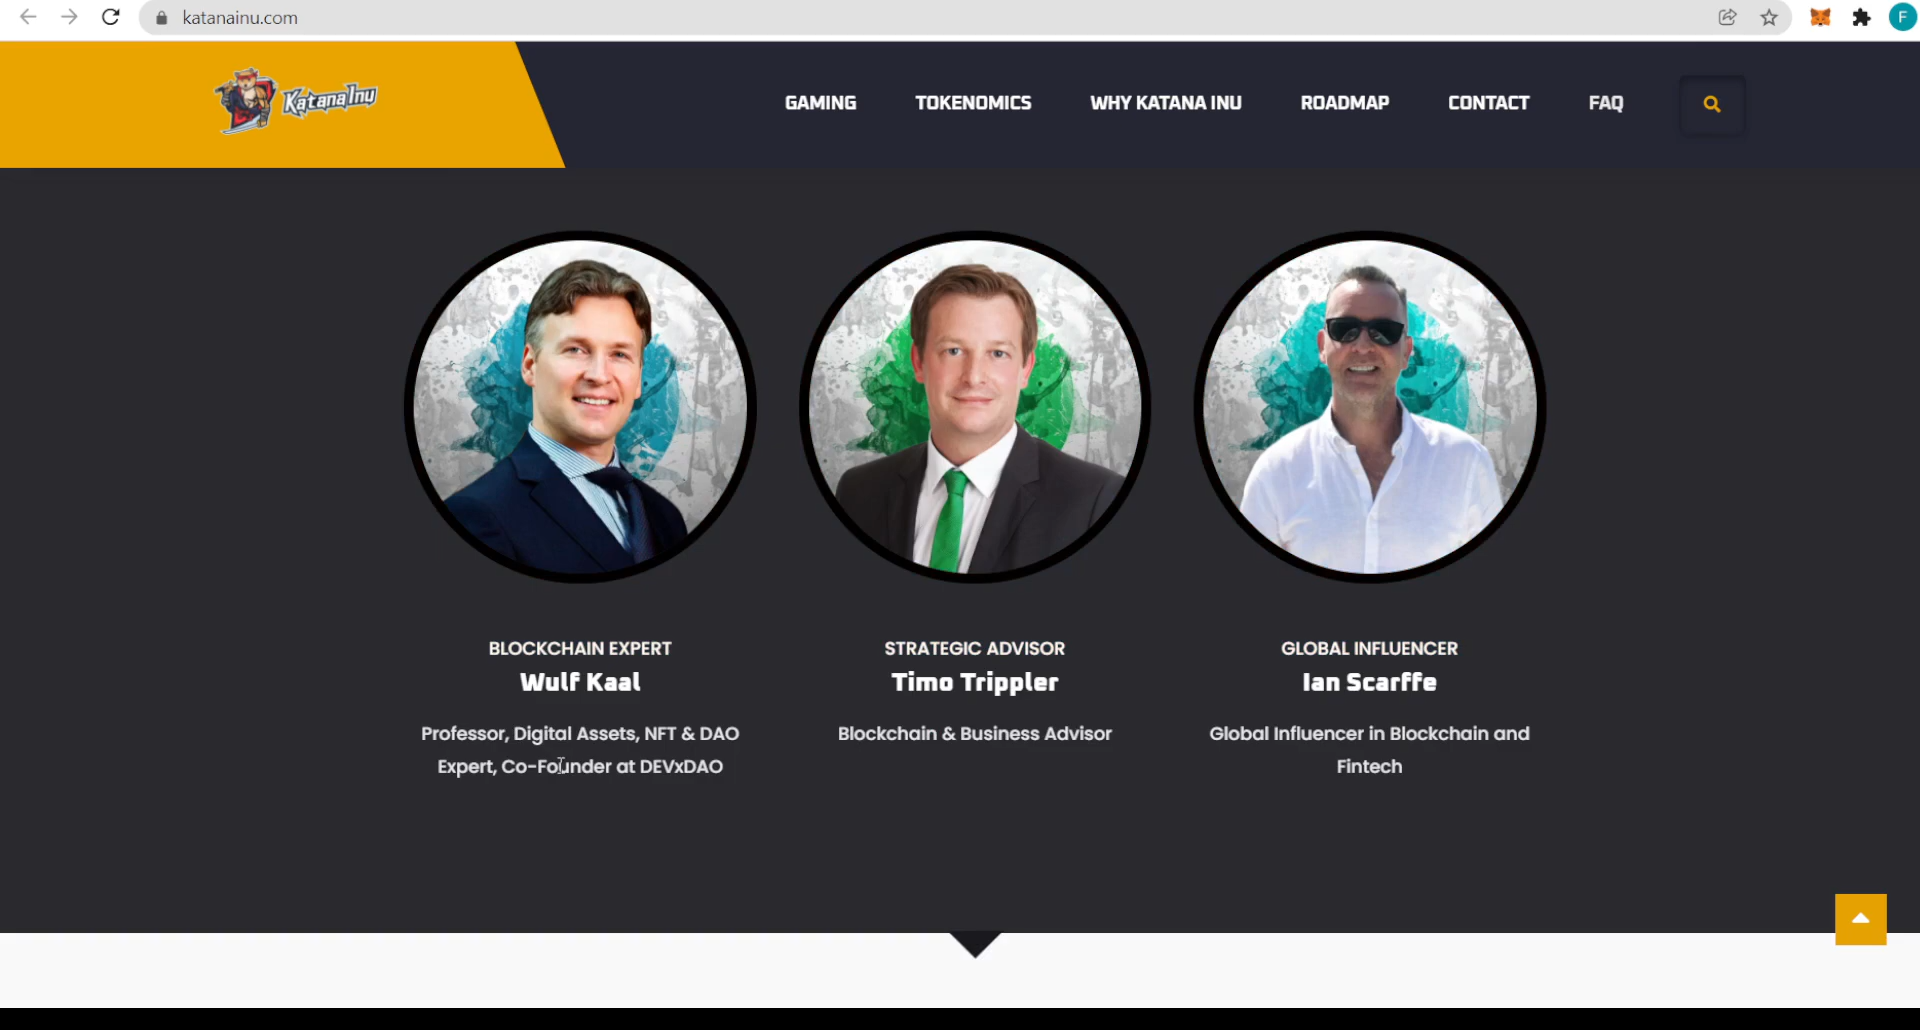 katanainu.com
F
KatanaInu
GAMING
TOKENOMICS
WHY KATANA INU
ROADMAP
CONTACT
FAQ
BLOCKCHAIN EXPERT
Wulf Kaal
Professor, Digital Assets, NFT & DAO
Expert, Co-Founder at DEVxDAO
STRATEGIC ADVISOR
Timo Trippler
Blockchain & Business Advisor
GLOBAL INFLUENCER
Ian Scarffe
Global Influencer in Blockchain and
Fintech